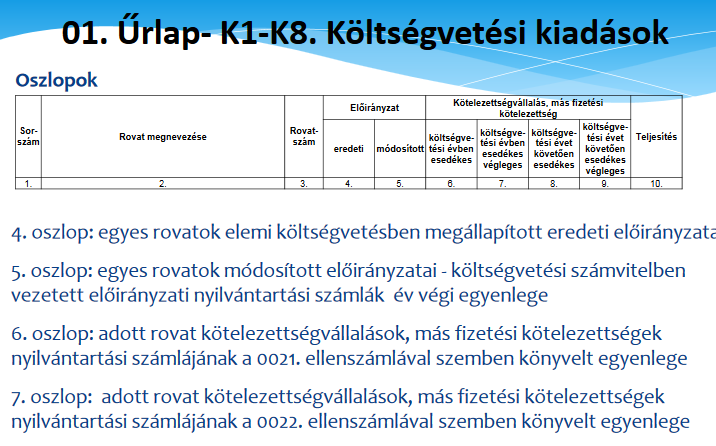 01. Űrlap- K1-K8. Költségvetési kiadások
Oszlopok
Sor-
szám
Rovat megnevezése
Rovat-
szám
Előirányzat
eredeti
módosított
Kötelezettségvállalás, más fizetési
kötelezettség
költségve-
tési évben
esedékes
költségve-
tési évben
esedékes
végleges
költségve-
tési évet
követően
esedékes
költségve-
tési évet
követően
esedékes
végleges
Teljesítés
1. 2. 3. 4. 5. 6. 7. 8. 9. 10.
4. oszlop: egyes rovatok elemi költségvetésben megállapított eredeti előirányzata
5. oszlop: egyes rovatok módosított előirányzatai - költségvetési számvitelben
vezetett előirányzati nyilvántartási számlák év végi egyenlege
6. oszlop: adott rovat kötelezettségvállalások, más fizetési kötelezettségek
nyilvántartási számlájának a 0021. ellenszámlával szemben könyvelt egyenlege
7. oszlop: adott rovat kötelezettségvállalások, más fizetési kötelezettségek
nyilvántartási számlájának a 0022. ellenszámlával szemben könyvelt egyenlege